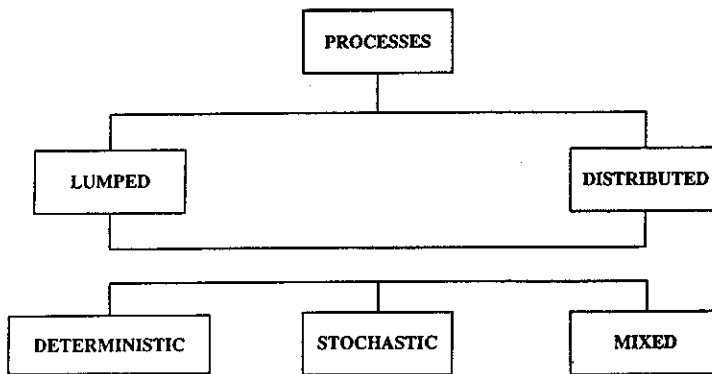 PROCESSES
LUMPED
DISTRIBUTED
DETERMINISTIC
STOCHASTIC
MIXED